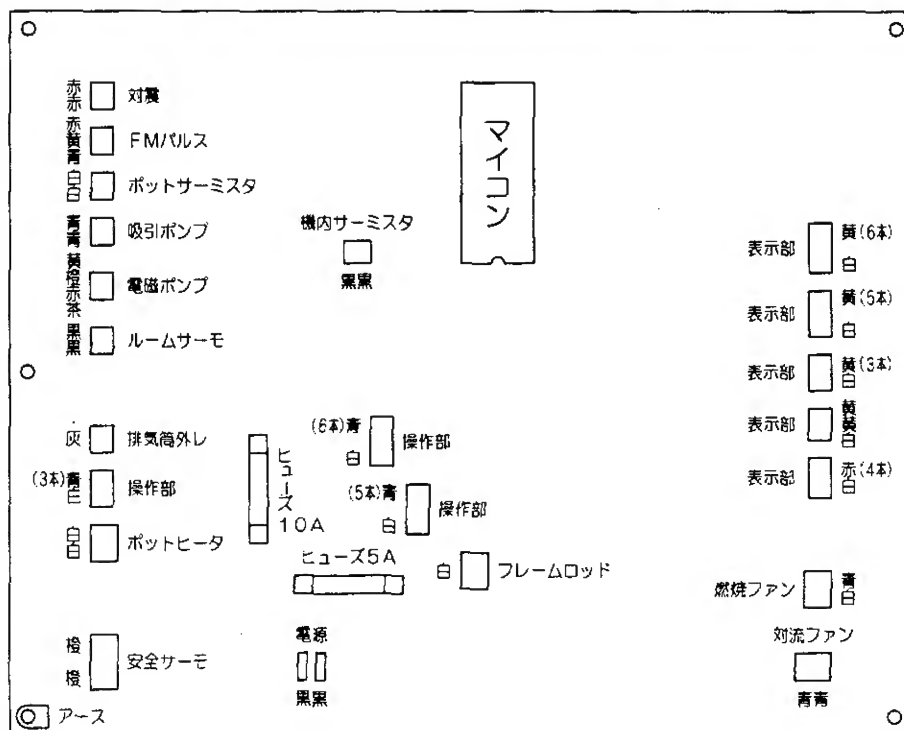 赤赤 対震
赤黄青 FMパルス
白白 ポットサーミスタ
青青 吸引ポンプ
黄橙赤茶 電磁ポンプ
黒黒 ルームサーモ
灰 排気筒外レ
(3本)青白 操作部
白白 ポットヒータ
橙橙 安全サーモ
アース
マイコン
機内サーミスタ
黒黒
ヒューズ
10A
(6本)青
白
操作部
(5本)青
白
操作部
ヒューズ5A
白 フレームロッド
電源
黒黒
表示部 黄(6本)
白
表示部 黄(5本)
白
表示部 黄(3本)
白
表示部 黄黄白
表示部 赤(4本)
白
燃焼ファン 青白
対流ファン
青青